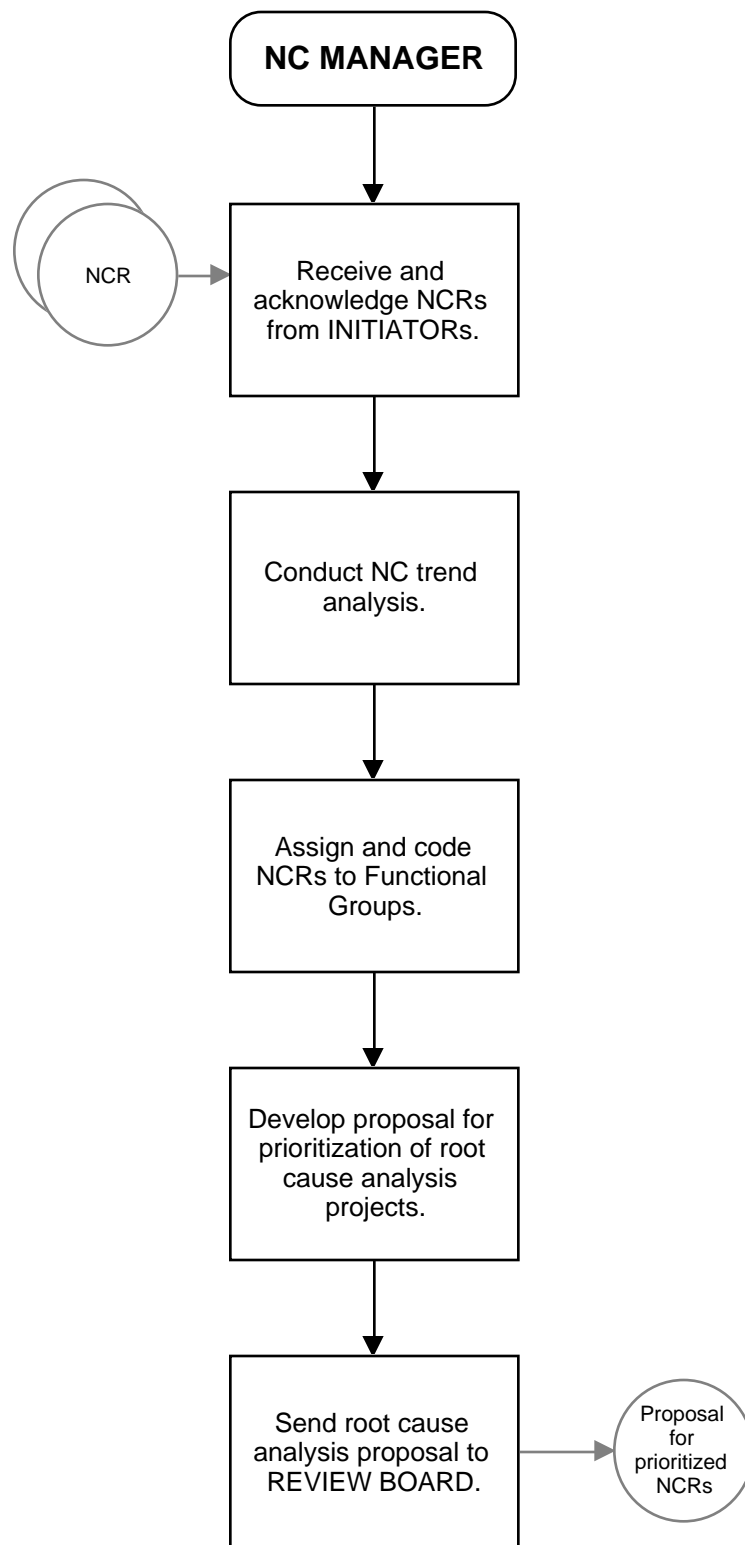 NC MANAGER
NCR
Receive and
acknowledge NCRs
from INITIATORs.
Conduct NC trend
analysis.
Assign and code
NCRs to Functional
Groups.
Develop proposal for
prioritization of root
cause analysis
projects.
Send root cause
analysis proposal to
REVIEW BOARD.
Proposal
for
prioritized
NCRs